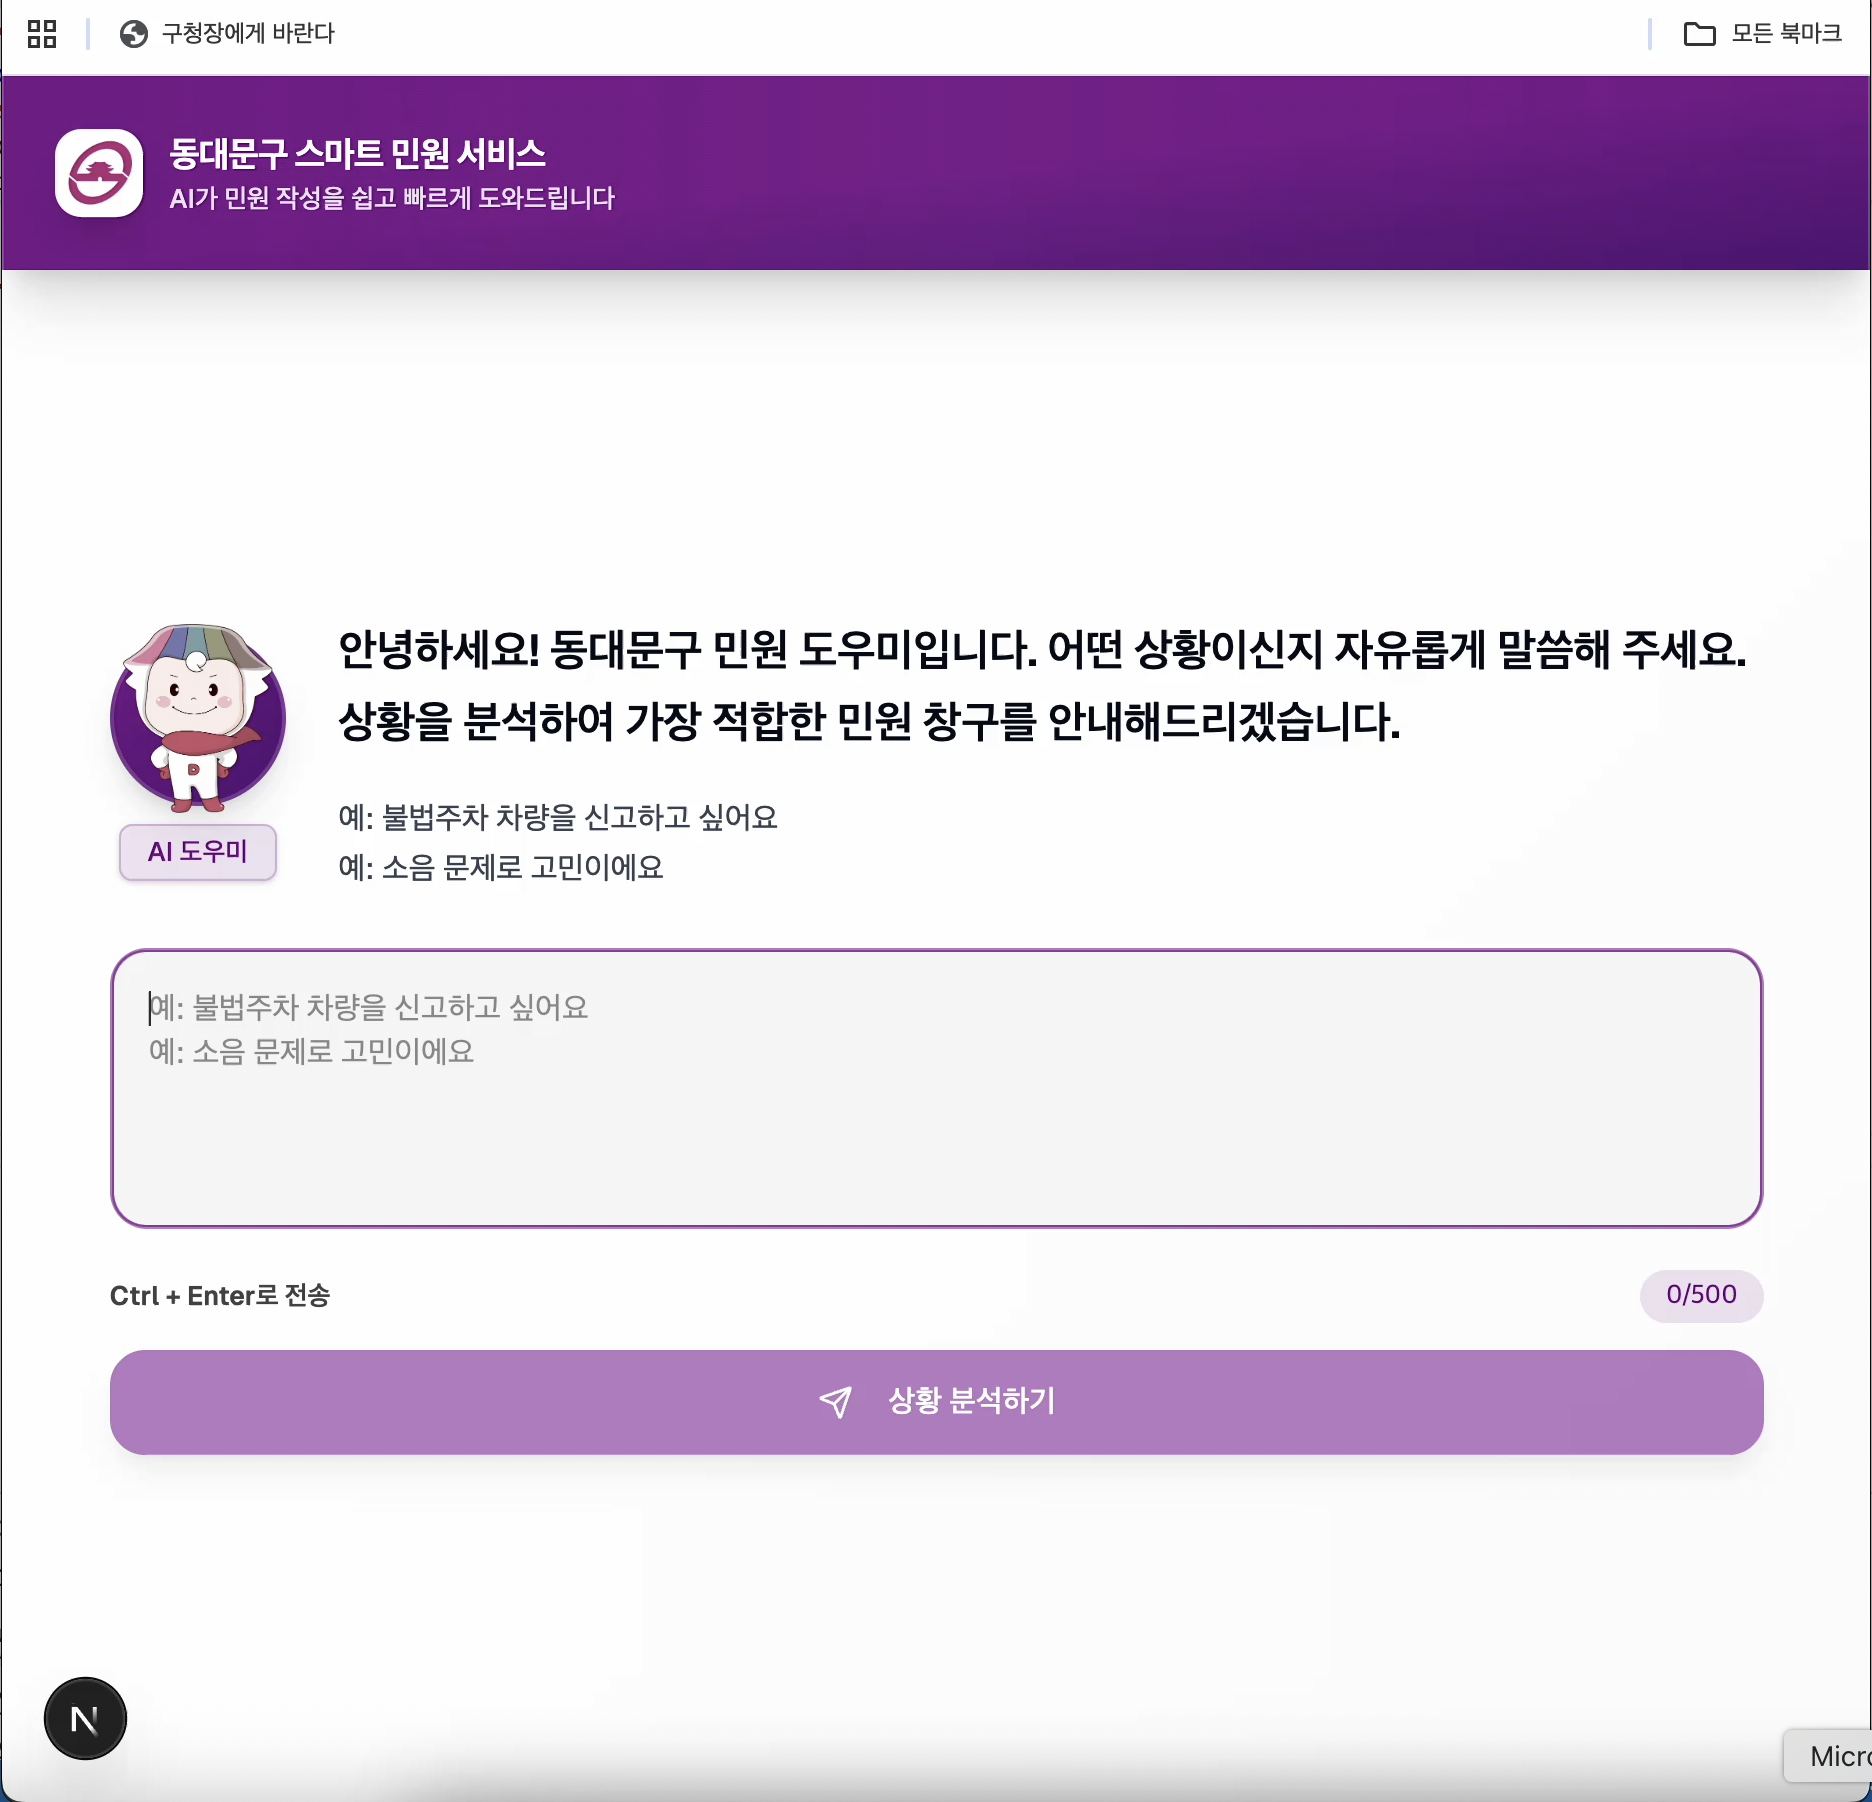 구청장에게 바란다
모든 북마크
동대문구 스마트 민원 서비스
AI가 민원 작성을 쉽고 빠르게 도와드립니다
안녕하세요! 동대문구 민원 도우미입니다. 어떤 상황이신지 자유롭게 말씀해 주세요.
상황을 분석하여 가장 적합한 민원 창구를 안내해드리겠습니다.
D
AI 도우미
예: 불법주차 차량을 신고하고 싶어요
예: 소음 문제로 고민이에요
예: 불법주차 차량을 신고하고 싶어요
예: 소음 문제로 고민이에요
Ctrl + Enter로 전송
0/500
상황 분석하기
N